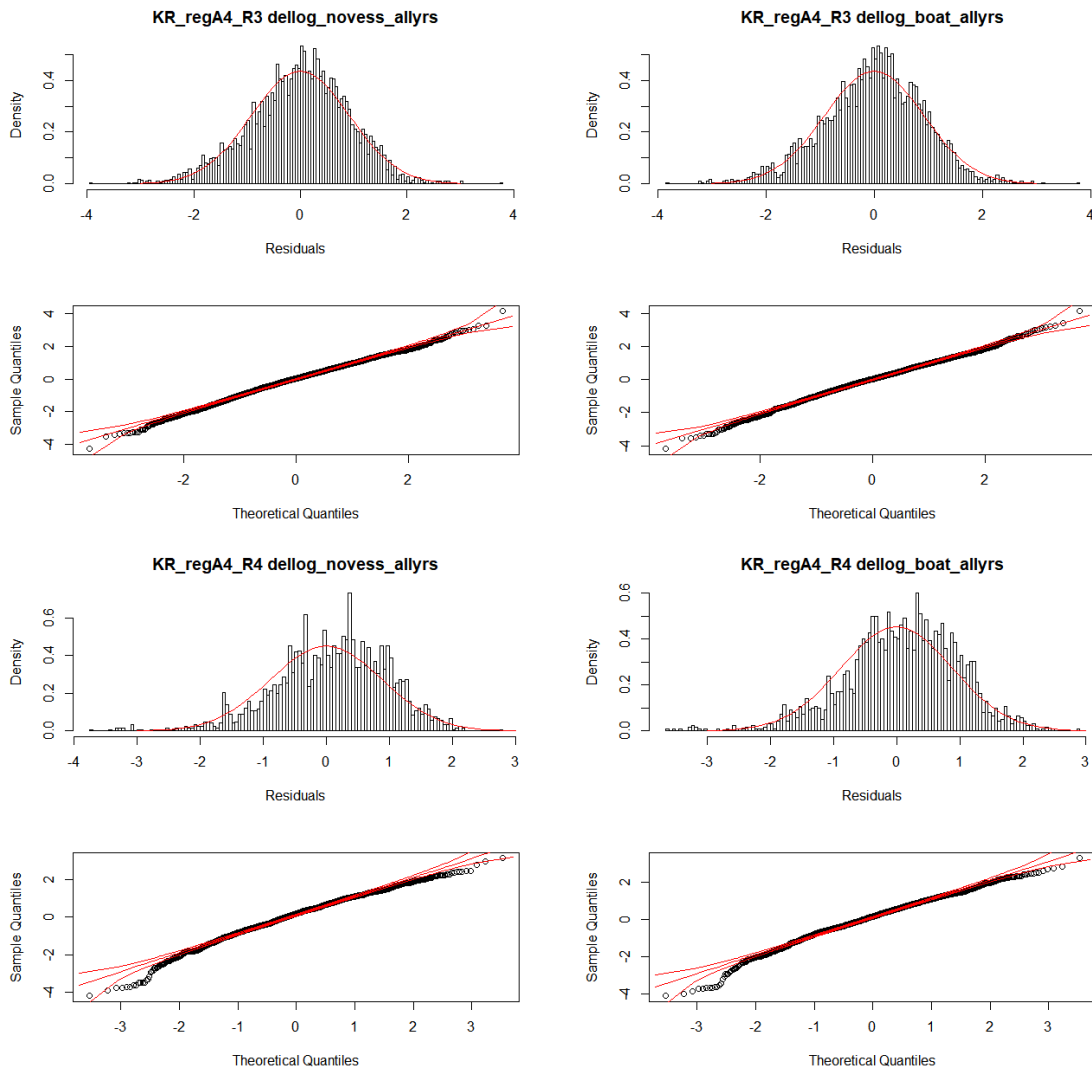 KR_regA4_R3 dellog_novess_allyrs
Density
0.0 0.2 0.4
-4 -2 0 2 4
Residuals
Sample Quantiles
-4 -2 0 2 4
-2 0 2
Theoretical Quantiles
KR_regA4_R3 dellog_boat_allyrs
Density
0.0 0.2 0.4
-4 -2 0 2 4
Residuals
Sample Quantiles
-4 -2 0 2 4
-2 0 2
Theoretical Quantiles
KR_regA4_R4 dellog_novess_allyrs
Density
0.0 0.2 0.4 0.6
-4 -3 -2 -1 0 1 2 3
Residuals
Sample Quantiles
-4 -2 0 2
-3 -2 -1 0 1 2 3
Theoretical Quantiles
KR_regA4_R4 dellog_boat_allyrs
Density
0.0 0.2 0.4 0.6
-3 -2 -1 0 1 2 3
Residuals
Sample Quantiles
-4 -2 0 2
-3 -2 -1 0 1 2 3
Theoretical Quantiles